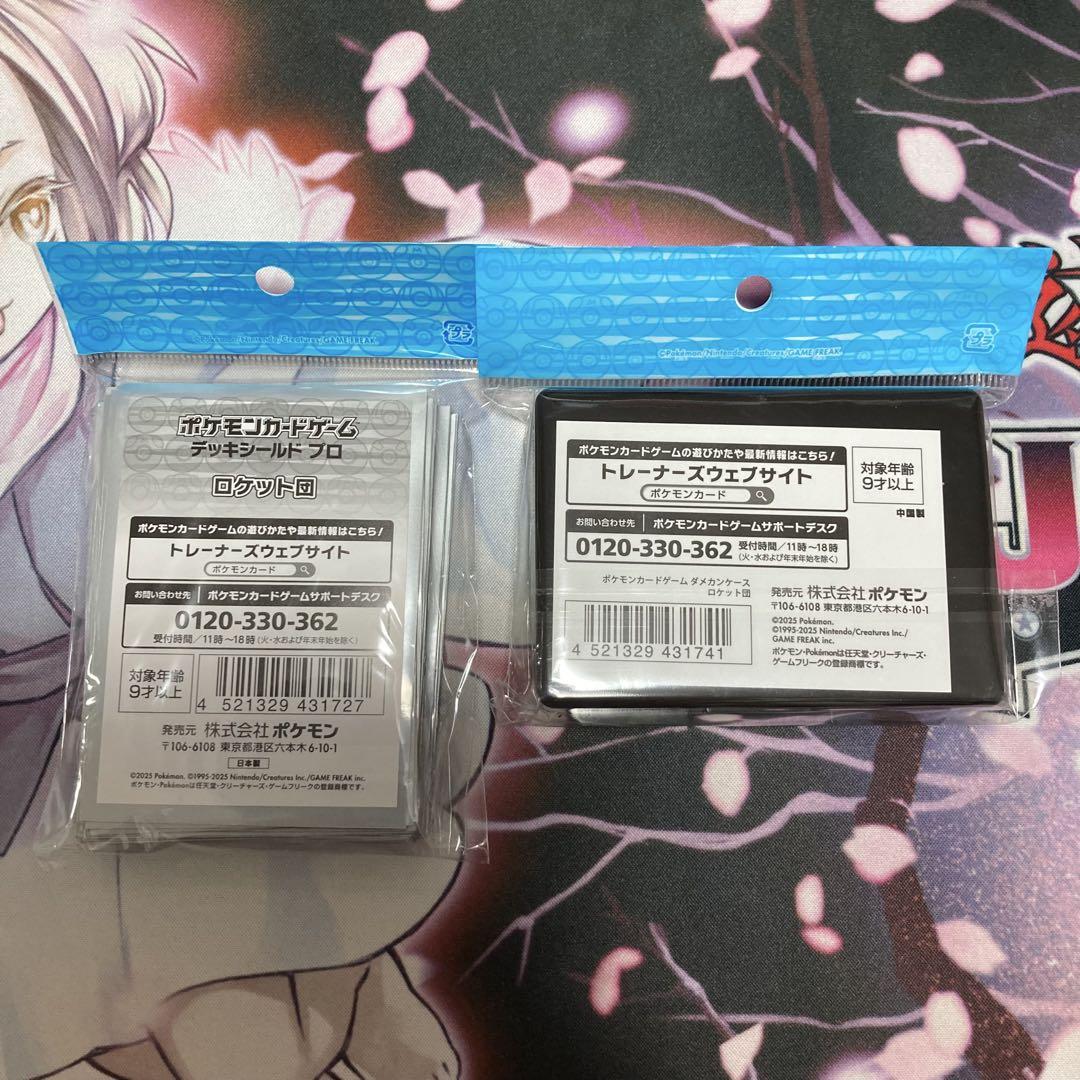 ©Pokémon/Nintendo/Creatures/GAME FREAK
プラ
ポケモンカードゲーム
デッキシールド プロ
ロケット団
ポケモンカードゲームの遊びかたや最新情報はこちら!
トレーナーズウェブサイト
ポケモンカード
お問い合わせ先 ポケモンカードゲームサポートデスク
0120-330-362
受付時間/11時~18時(火・水および年末年始を除く)
対象年齢
9才以上
4 521329 431727
発売元 株式会社ポケモン
〒106-6108 東京都港区六本木6-10-1
日本製
©2025 Pokémon. ©1995-2025 Nintendo/Creatures Inc./GAME FREAK inc.
ポケモン・Pokémonは任天堂・クリーチャーズ・ゲームフリークの登録商標です。
©Pokémon/Nintendo/Creatures/GAME FREAK
プラ
ポケモンカードゲームの遊びかたや最新情報はこちら!
トレーナーズウェブサイト
ポケモンカード
対象年齢
9才以上
中国製
お問い合わせ先 ポケモンカードゲームサポートデスク
0120-330-362 受付時間/11時~18時
(火・水および年末年始を除く)
ポケモンカードゲーム ダメカンケース
ロケット団
4 521329 431741
発売元 株式会社ポケモン
〒106-6108 東京都港区六本木6-10-1
©2025 Pokémon.
©1995-2025 Nintendo/Creatures Inc./
GAME FREAK inc.
ポケモン・Pokémonは任天堂・クリーチャーズ・
ゲームフリークの登録商標です。